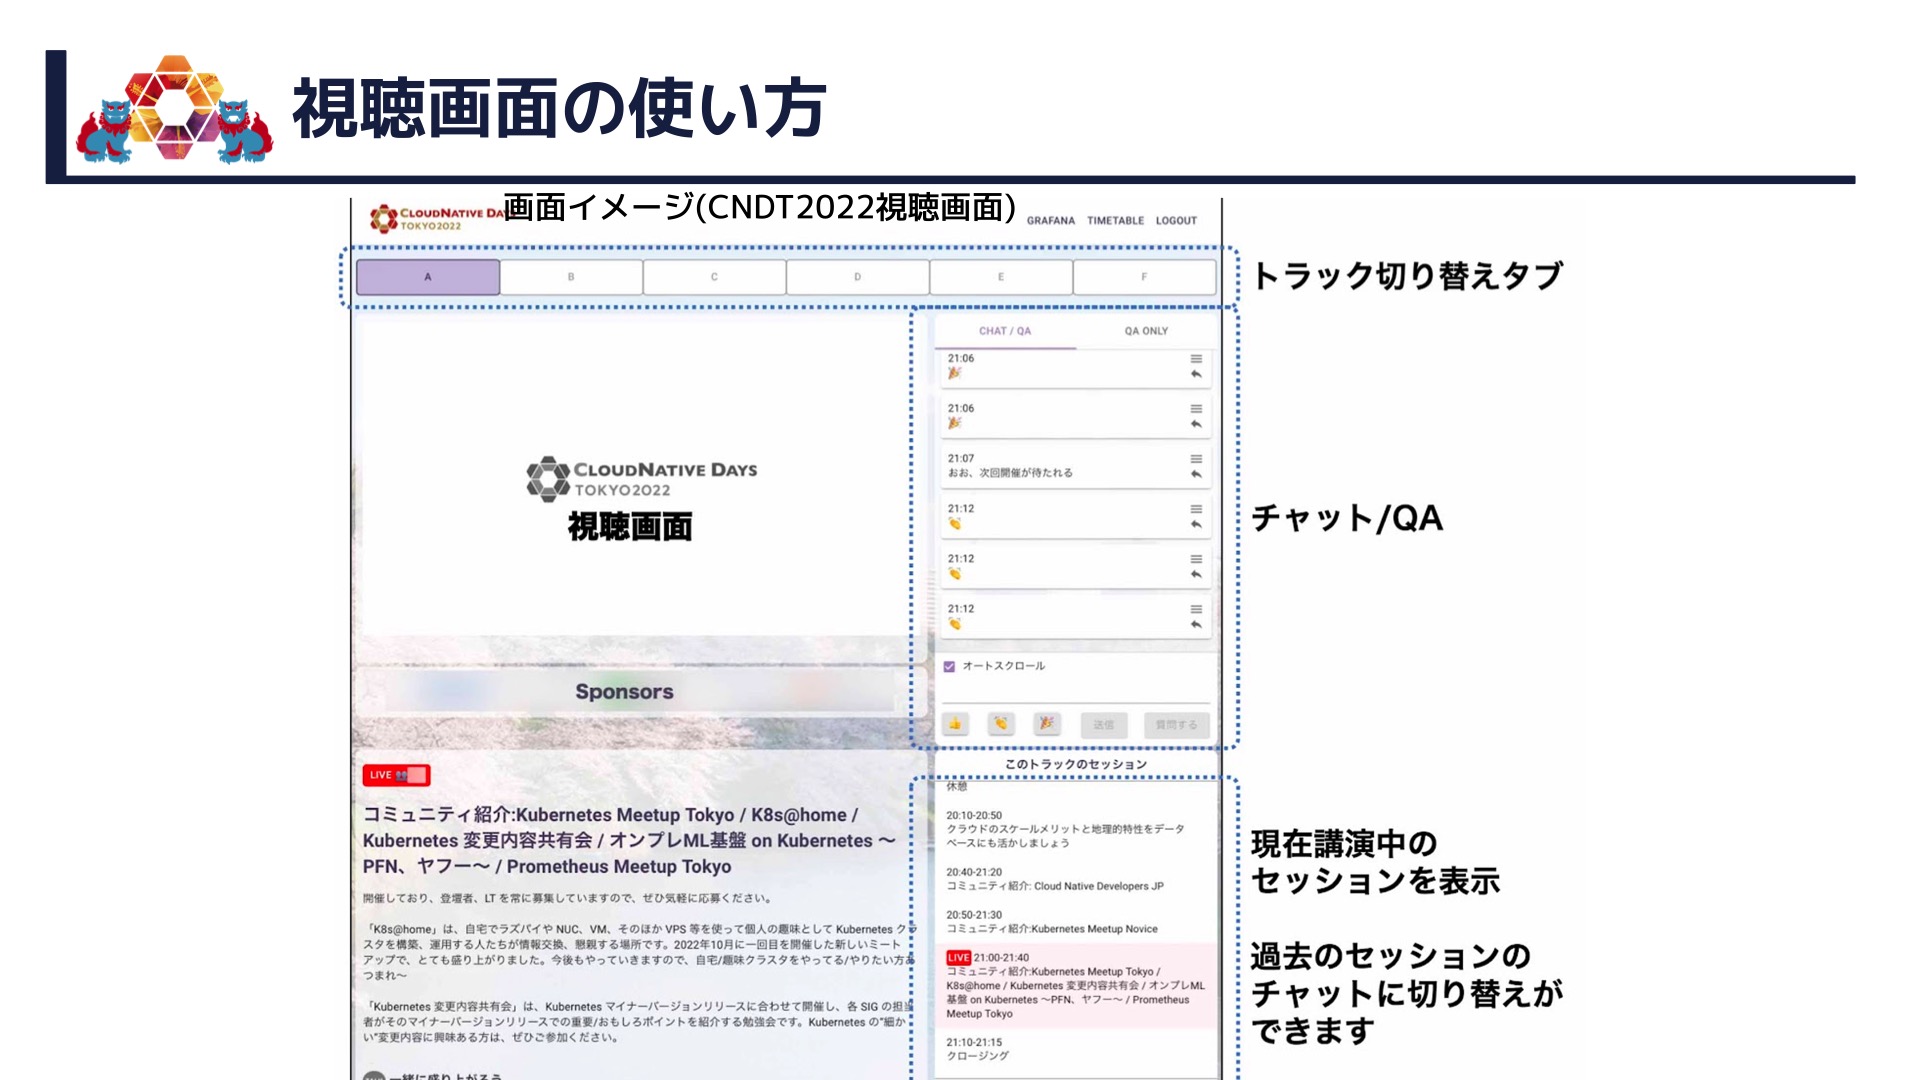 視聴画面の使い方
画面イメージ(CNDT2022視聴画面)
CLOUDNATIVE DAYS
TOKYO2022
GRAFANA TIMETABLE LOGOUT
A B C D E F
トラック切り替えタブ
CLOUDNATIVE DAYS
TOKYO2022
視聴画面
Sponsors
CHAT / QA QA ONLY
21:06
21:06
21:07
おお、次回開催が待たれる
21:12
21:12
21:12
オートスクロール
送信 質問する
チャット/QA
LIVE
コミュニティ紹介:Kubernetes Meetup Tokyo / K8s@home /
Kubernetes 変更内容共有会 / オンプレML基盤 on Kubernetes 〜
PFN、ヤフー〜 / Prometheus Meetup Tokyo
開催しており、登壇者、LT を常に募集していますので、ぜひ気軽に応募ください。
「K8s@home」は、自宅でラズパイや NUC、VM、そのほか VPS 等を使って個人の趣味として Kubernetes クラ
スタを構築、運用する人たちが情報交換、懇親する場所です。2022年10月に一回目を開催した新しいミート
アップで、とても盛り上がりました。今後もやっていきますので、自宅/趣味クラスタをやってる/やりたい方あ
つまれ〜
「Kubernetes 変更内容共有会」は、Kubernetes マイナーバージョンリリースに合わせて開催し、各 SIG の担当
者がそのマイナーバージョンリリースでの重要/おもしろポイントを紹介する勉強会です。Kubernetes の"細か
い"変更内容に興味ある方は、ぜひご参加ください。
一緒に盛り上がろう
このトラックのセッション
休憩
20:10-20:50
クラウドのスケールメリットと地理的特性をデータ
ベースにも活かしましょう
20:40-21:20
コミュニティ紹介: Cloud Native Developers JP
20:50-21:30
コミュニティ紹介:Kubernetes Meetup Novice
LIVE 21:00-21:40
コミュニティ紹介:Kubernetes Meetup Tokyo /
K8s@home / Kubernetes 変更内容共有会 / オンプレML
基盤 on Kubernetes 〜PFN、ヤフー〜 / Prometheus
Meetup Tokyo
21:10-21:15
クロージング
現在講演中の
セッションを表示
過去のセッションの
チャットに切り替えが
できます